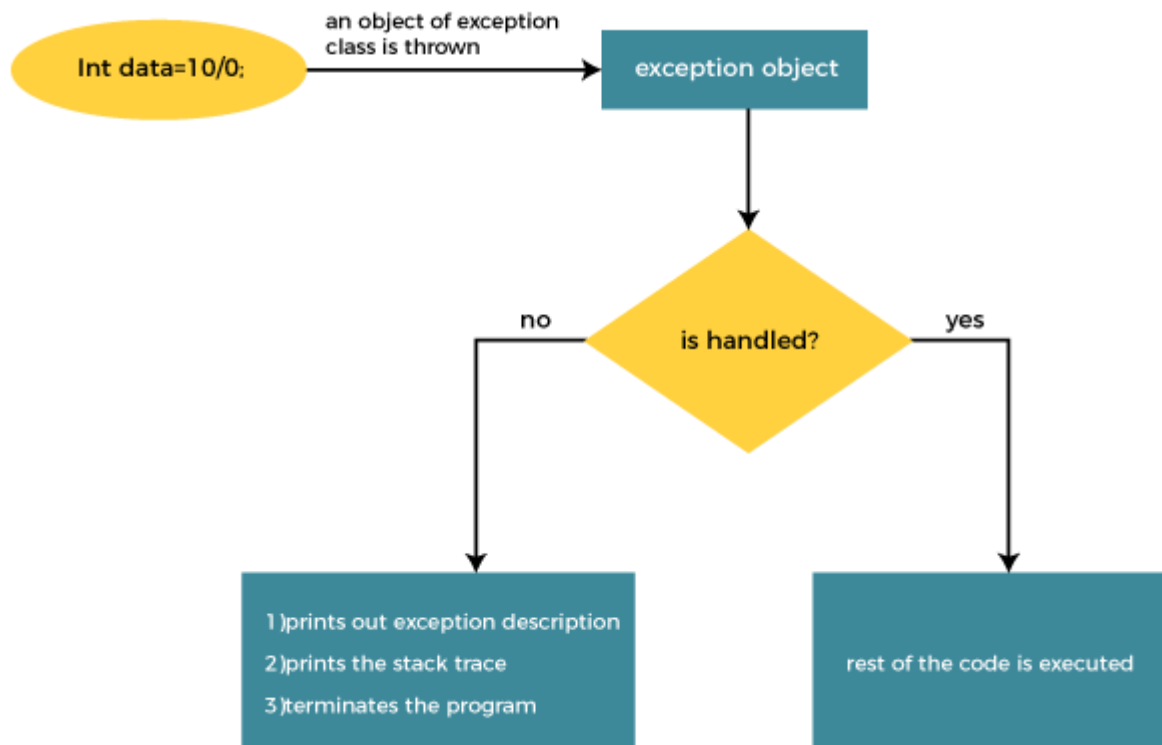 Int data=10/0;
an object of exception
class is thrown
exception object
is handled?
no
yes
1)prints out exception description
2)prints the stack trace
3)terminates the program
rest of the code is executed